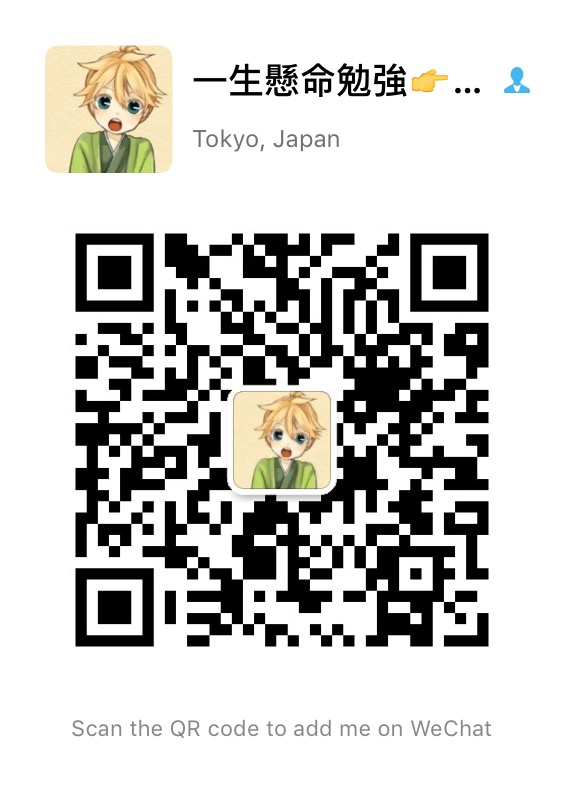 一生懸命勉強👉...
Tokyo, Japan
Scan the QR code to add me on WeChat